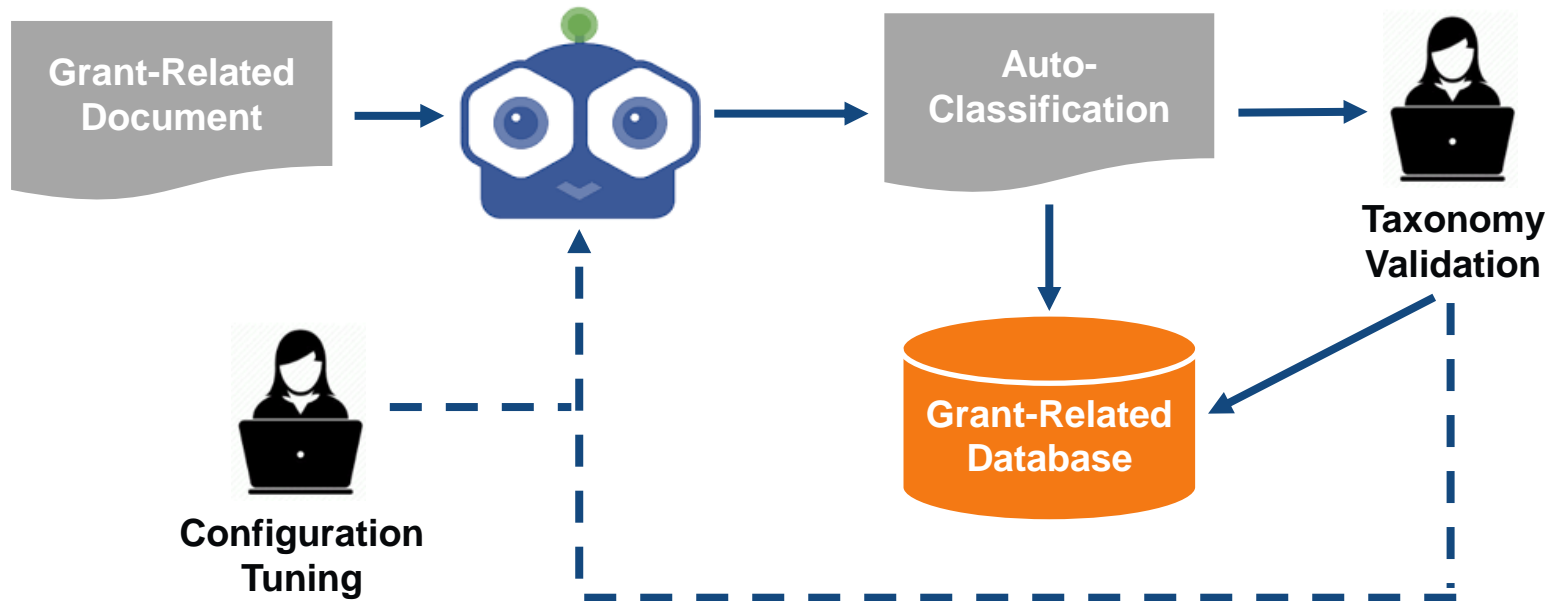 Grant-Related
Document
Auto-
Classification
Taxonomy
Validation
Grant-Related
Database
Configuration
Tuning